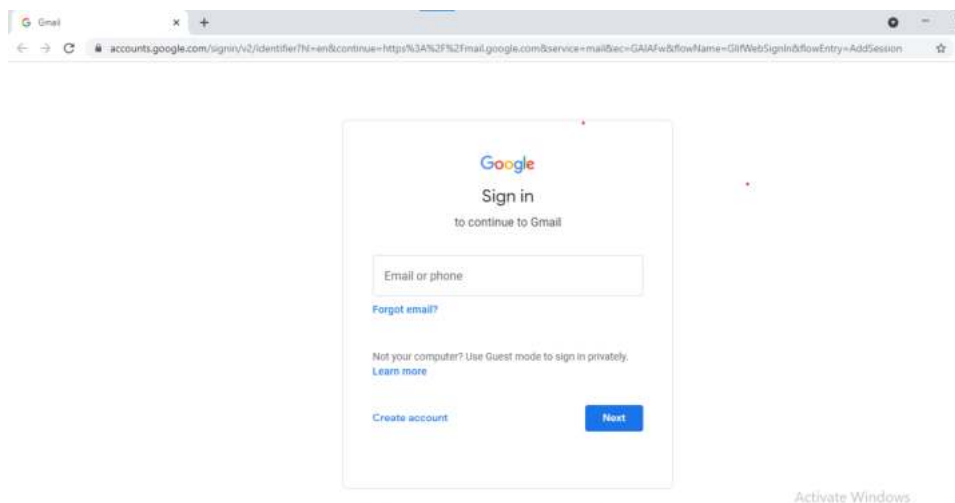 Gmail
accounts.google.com/signin/v2/identifier?hl=en&continue=https%3A%2F%2Fmail.google.com&service=mail&ec=GAlAFw&flowName=GlifWebSignIn&flowEntry=AddSession
Google
Sign in
to continue to Gmail
Email or phone
Forgot email?
Not your computer? Use Guest mode to sign in privately.
Learn more
Create account
Next
Activate Windows